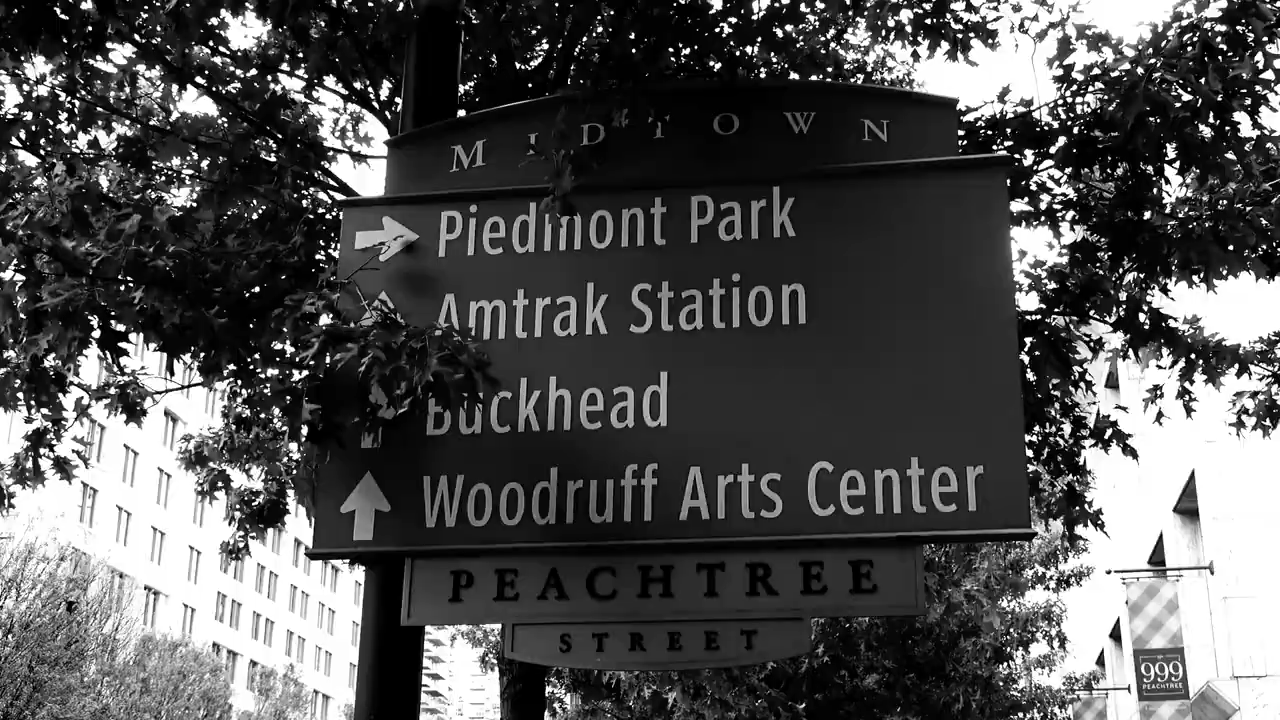 MIDTOWN
Piedmont Park
Amtrak Station
Buckhead
Woodruff Arts Center
PEACHTREE
STREET
999
PEACHTREE